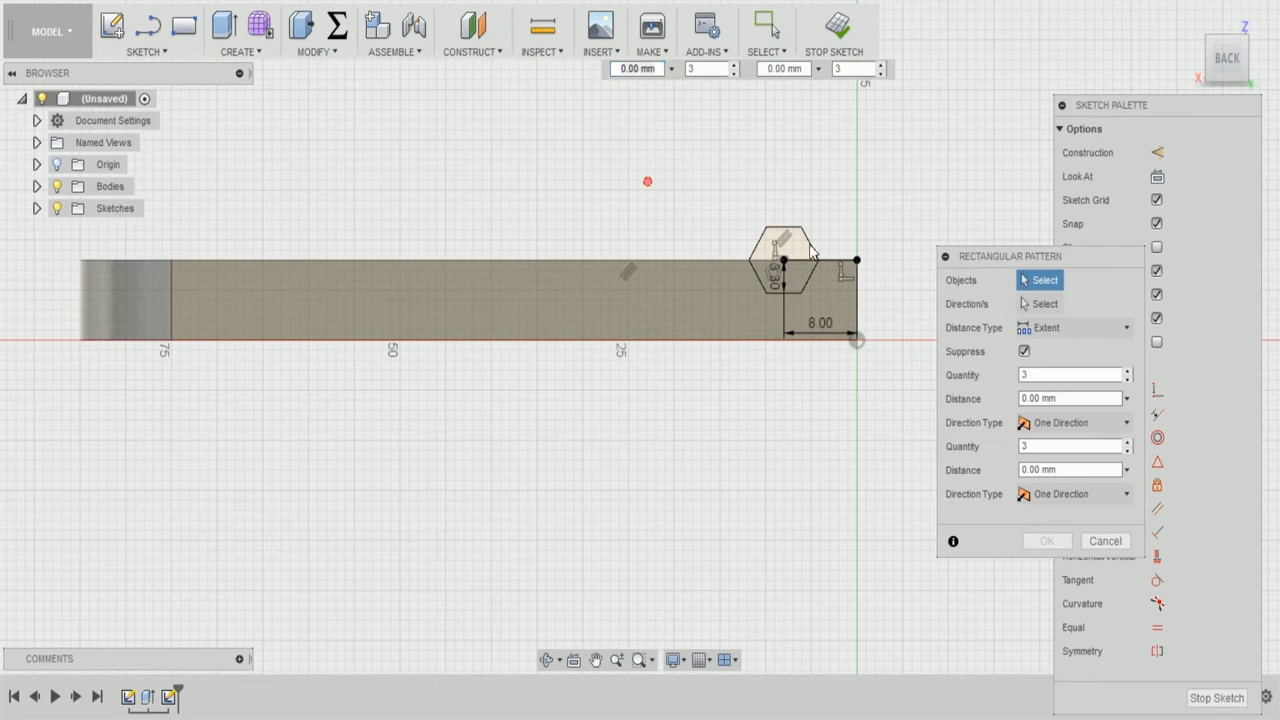 MODEL
SKETCH
CREATE
MODIFY
ASSEMBLE
CONSTRUCT
INSPECT
INSERT
MAKE
ADD-INS
SELECT
STOP SKETCH
0.00 mm 3 0.00 mm 3
BROWSER
(Unsaved)
Document Settings
Named Views
Origin
Bodies
Sketches
Z
BACK
X
Y
5
3.30
8.00
75
50
25
SKETCH PALETTE
Options
Construction
Look At
Sketch Grid
Snap
RECTANGULAR PATTERN
Objects Select
Direction/s Select
Distance Type Extent
Suppress
Quantity 3
Distance 0.00 mm
Direction Type One Direction
Quantity 3
Distance 0.00 mm
Direction Type One Direction
OK Cancel
Tangent
Curvature
Equal
Symmetry
COMMENTS
Stop Sketch